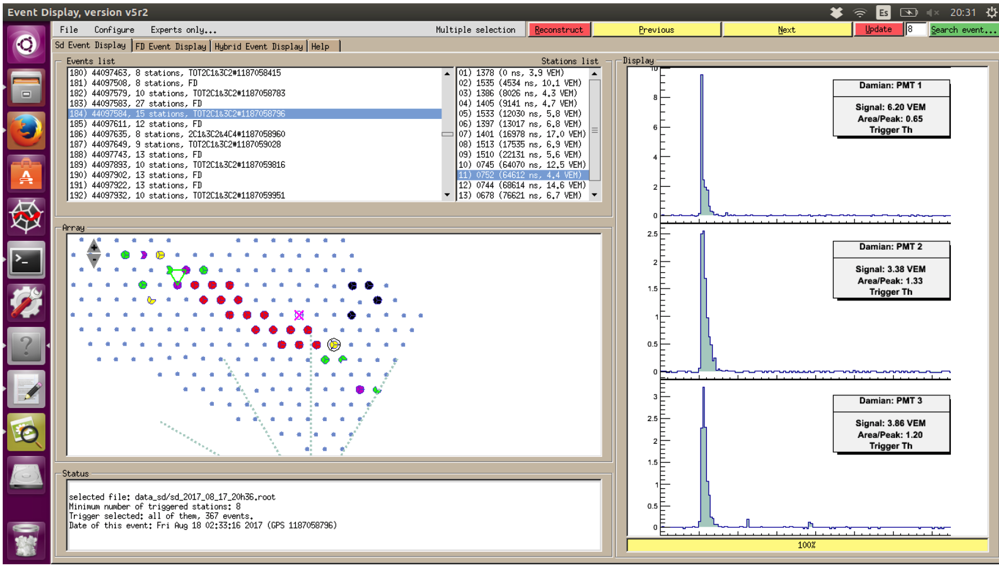 Event Display, version v5r2
Es
20:31
File Configure Experts only... Multiple selection Reconstruct Previous Next Update 8 Search event...
Sd Event Display FD Event Display Hybrid Event Display Help
Events list
180) 44097463, 8 stations, TOT2C1&3C2#1187058415
181) 44097508, 8 stations, FD
182) 44097579, 10 stations, TOT2C1&3C2#1187058783
183) 44097583, 27 stations, FD
184) 44097584, 15 stations, TOT2C1&3C2#1187058796
185) 44097611, 12 stations, FD
186) 44097635, 8 stations, 2C1&3C2&4C4#1187058960
187) 44097649, 9 stations, TOT2C1&3C2#1187059028
188) 44097743, 13 stations, FD
189) 44097893, 10 stations, TOT2C1&3C2#1187059816
190) 44097902, 13 stations, FD
191) 44097922, 13 stations, FD
192) 44097932, 10 stations, TOT2C1&3C2#1187059951
Stations list
01) 1378 (0 ns, 3.9 VEM)
02) 1535 (4534 ns, 10.1 VEM)
03) 1386 (8026 ns, 4.3 VEM)
04) 1405 (9141 ns, 4.7 VEM)
05) 1533 (12030 ns, 5.8 VEM)
06) 1397 (13017 ns, 6.8 VEM)
07) 1401 (16978 ns, 17.0 VEM)
08) 1513 (17535 ns, 6.9 VEM)
09) 1510 (22131 ns, 5.6 VEM)
10) 0745 (64070 ns, 12.5 VEM)
11) 0752 (64612 ns, 4.4 VEM)
12) 0744 (68614 ns, 14.6 VEM)
13) 0678 (76621 ns, 6.7 VEM)
Array
+
-
Status
selected file: data_sd/sd_2017_08_17_20h36.root
Minimum number of triggered stations: 8
Trigger selected: all of them, 367 events.
Date of this event: Fri Aug 18 02:33:16 2017 (GPS 1187058796)
Display
10
8
6
4
2
0
Damian: PMT 1
Signal: 6.20 VEM
Area/Peak: 0.65
Trigger Th
2.5
2
1.5
1
0.5
0
Damian: PMT 2
Signal: 3.38 VEM
Area/Peak: 1.33
Trigger Th
3
2.5
2
1.5
1
0.5
0
Damian: PMT 3
Signal: 3.86 VEM
Area/Peak: 1.20
Trigger Th
100%